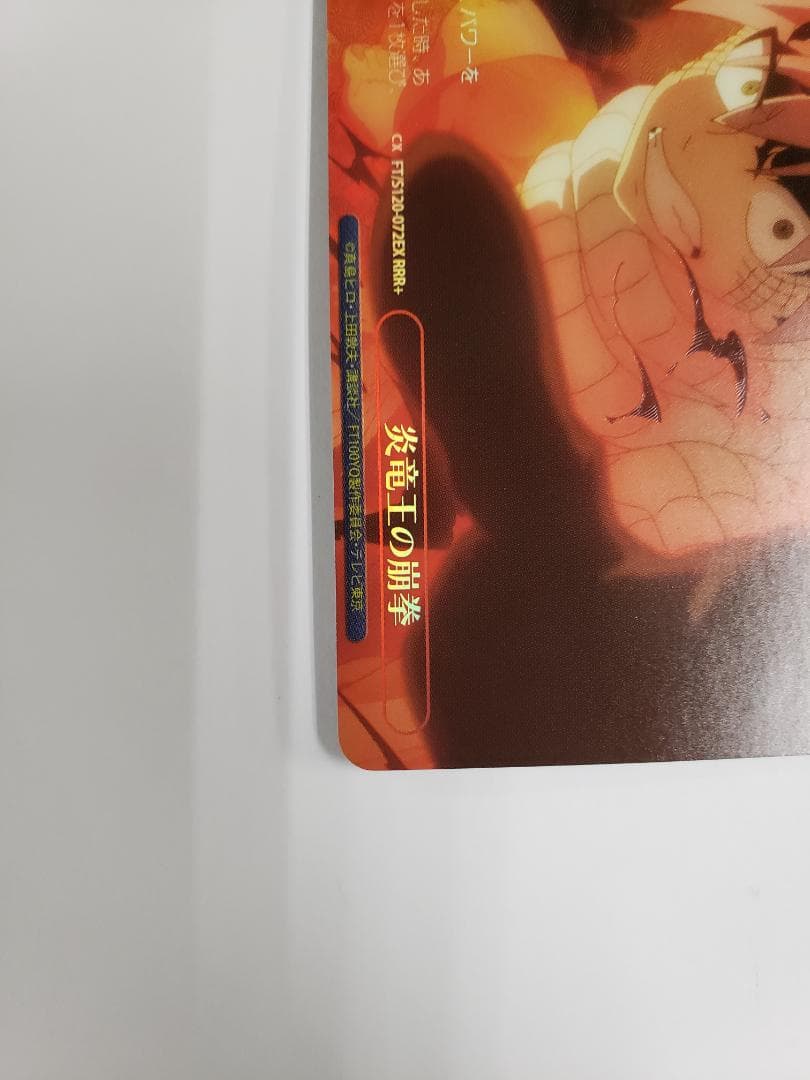 パワーを
した時、あ
を1枚選び、
CX FT/S120-072EX RRR+
炎竜王の崩拳
©真島ヒロ・上田敦夫・講談社／FT100YQ製作委員会・テレビ東京